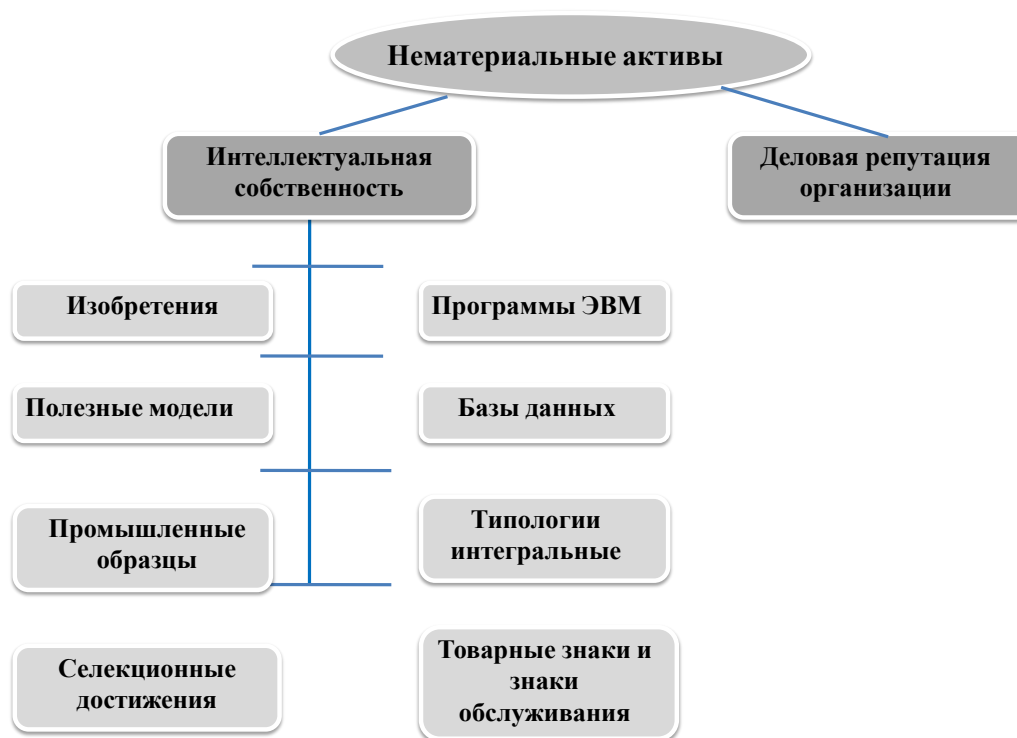 Нематериальные активы
Интеллектуальная
собственность
Деловая репутация
организации
Изобретения
Программы ЭВМ
Полезные модели
Базы данных
Промышленные
образцы
Типологии
интегральные
Селекционные
достижения
Товарные знаки и
знаки
обслуживания